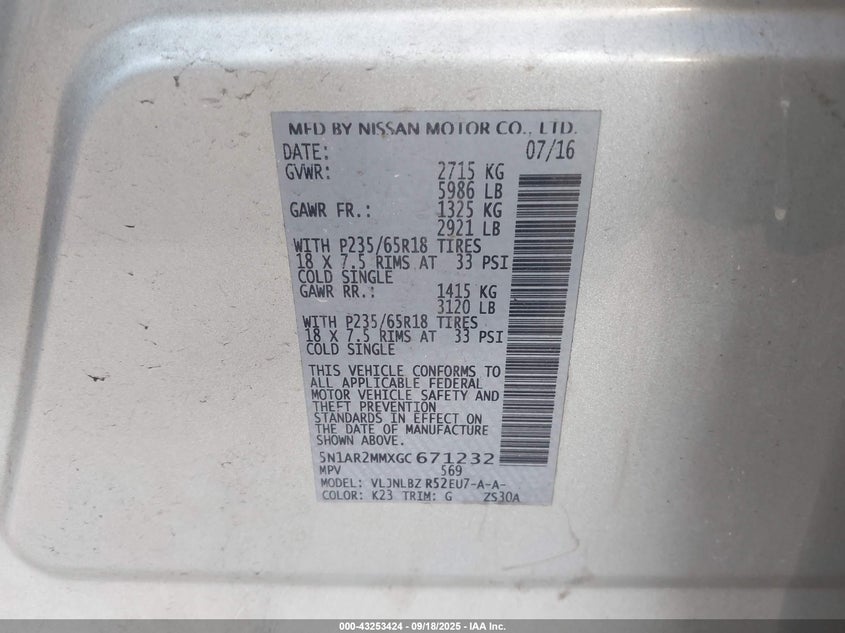 MFD BY NISSAN MOTOR CO., LTD.
DATE: 07/16
GVWR: 2715 KG
5986 LB
GAWR FR.: 1325 KG
2921 LB
WITH P235/65R18 TIRES
18 X 7.5 RIMS AT 33 PSI
COLD SINGLE
GAWR RR.: 1415 KG
3120 LB
WITH P235/65R18 TIRES
18 X 7.5 RIMS AT 33 PSI
COLD SINGLE
THIS VEHICLE CONFORMS TO
ALL APPLICABLE FEDERAL
MOTOR VEHICLE SAFETY AND
THEFT PREVENTION
STANDARDS IN EFFECT ON
THE DATE OF MANUFACTURE
SHOWN ABOVE.
5N1AR2MMXGC671232
MPV 569
MODEL: VLJNLBZ R52EU7-A-A-
COLOR: K23 TRIM: G ZS30A
000-43253424 - 09/18/2025 - IAA Inc.